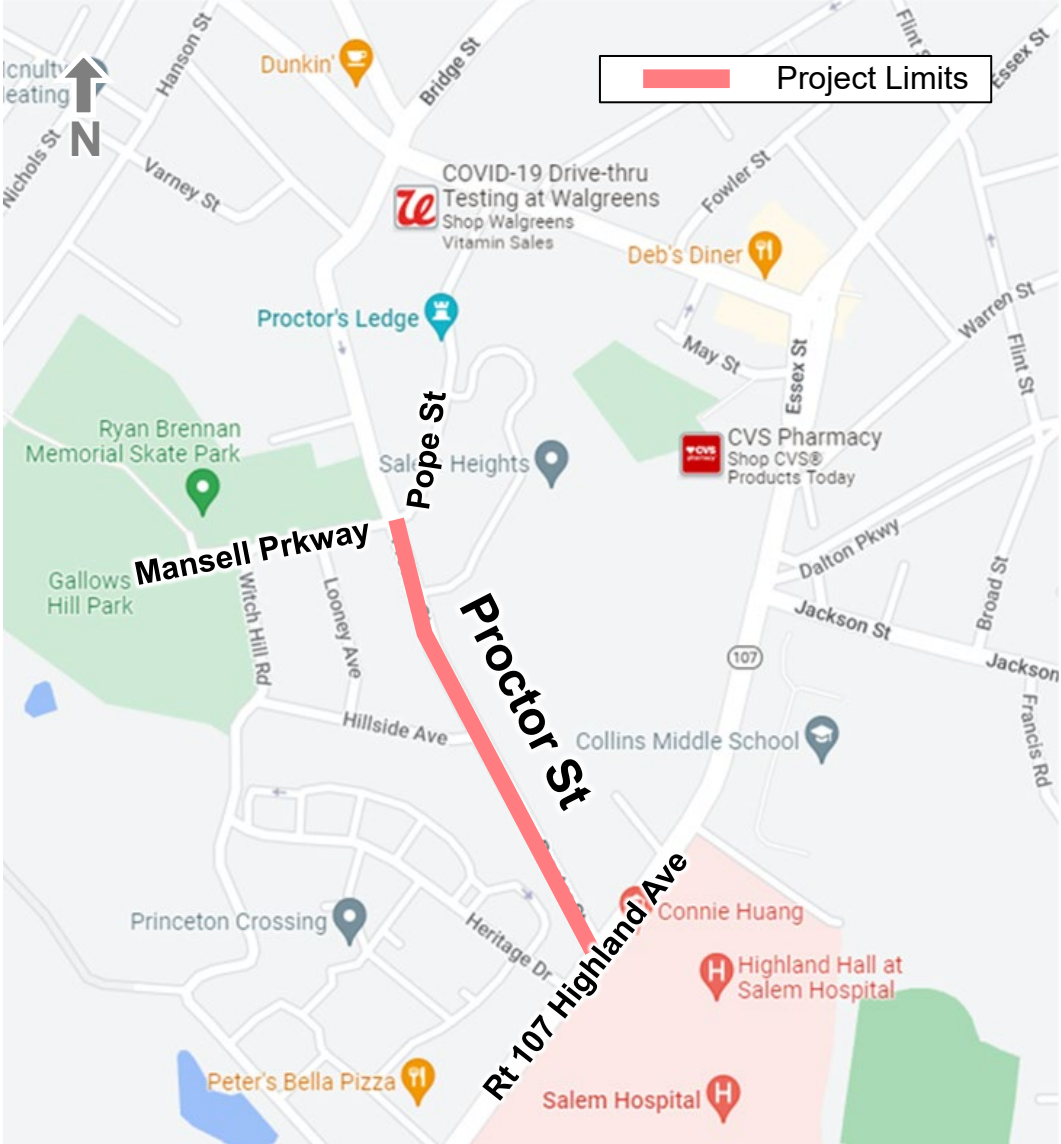 Hanson St
Dunkin'
Bridge St
Flint S
Essex St
Project Limits
lcnulty
leating
N
Nichols St
Varney St
COVID-19 Drive-thru
Testing at Walgreens
Shop Walgreens
Vitamin Sales
Fowler St
Deb's Diner
Proctor's Ledge
May St
Essex St
Warren St
Flint St
Ryan Brennan
Memorial Skate Park
Pope St
Heights
CVS Pharmacy
Shop CVS®
Products Today
Mansell Prkway
Gallows
Hill Park
Witch Hill Rd
Looney Ave
Dalton Pkwy
Broad St
Jackson St
Jackson
107
Proctor St
Hillside Ave
Collins Middle School
Francis Rd
Princeton Crossing
Heritage Dr
Rt 107 Highland Ave
Connie Huang
H
Highland Hall at
Salem Hospital
Peter's Bella Pizza
Salem Hospital
H